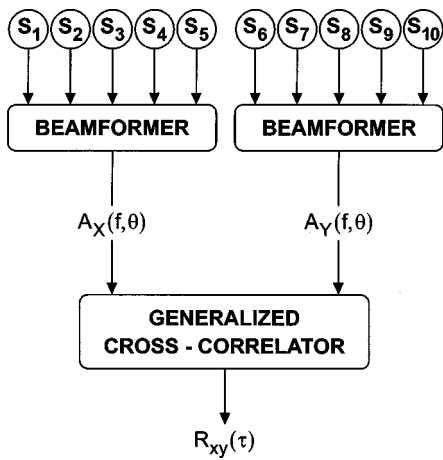 S1 S2 S3 S4 S5 S6 S7 S8 S9 S10
BEAMFORMER BEAMFORMER
AX(f,θ) AY(f,θ)
GENERALIZED
CROSS - CORRELATOR
Rxy(τ)